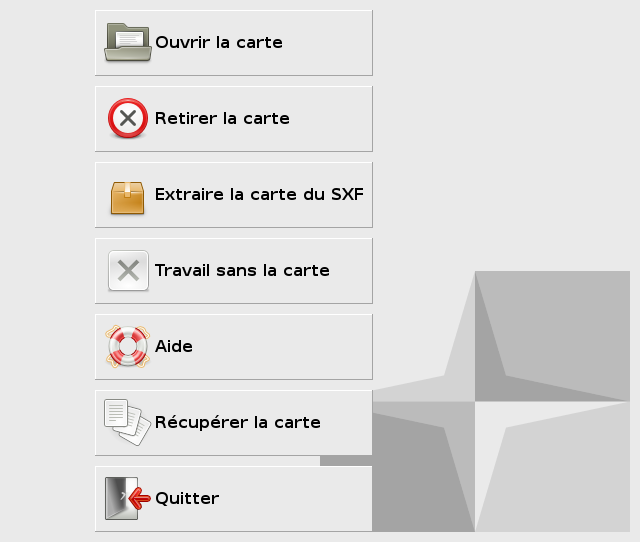 Ouvrir la carte
Retirer la carte
Extraire la carte du SXF
Travail sans la carte
Aide
Récupérer la carte
Quitter